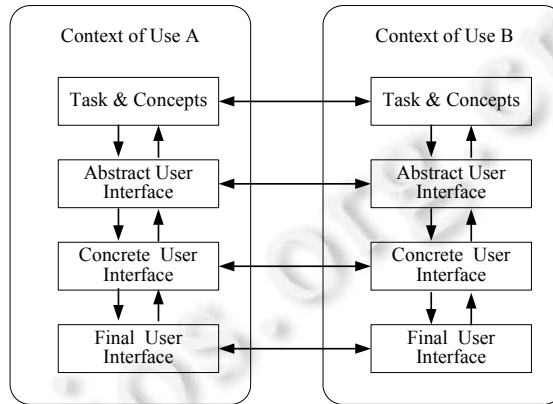 Context of Use A
Task & Concepts
Abstract User
Interface
Concrete User
Interface
Final User
Interface
Context of Use B
Task & Concepts
Abstract User
Interface
Concrete User
Interface
Final User
Interface